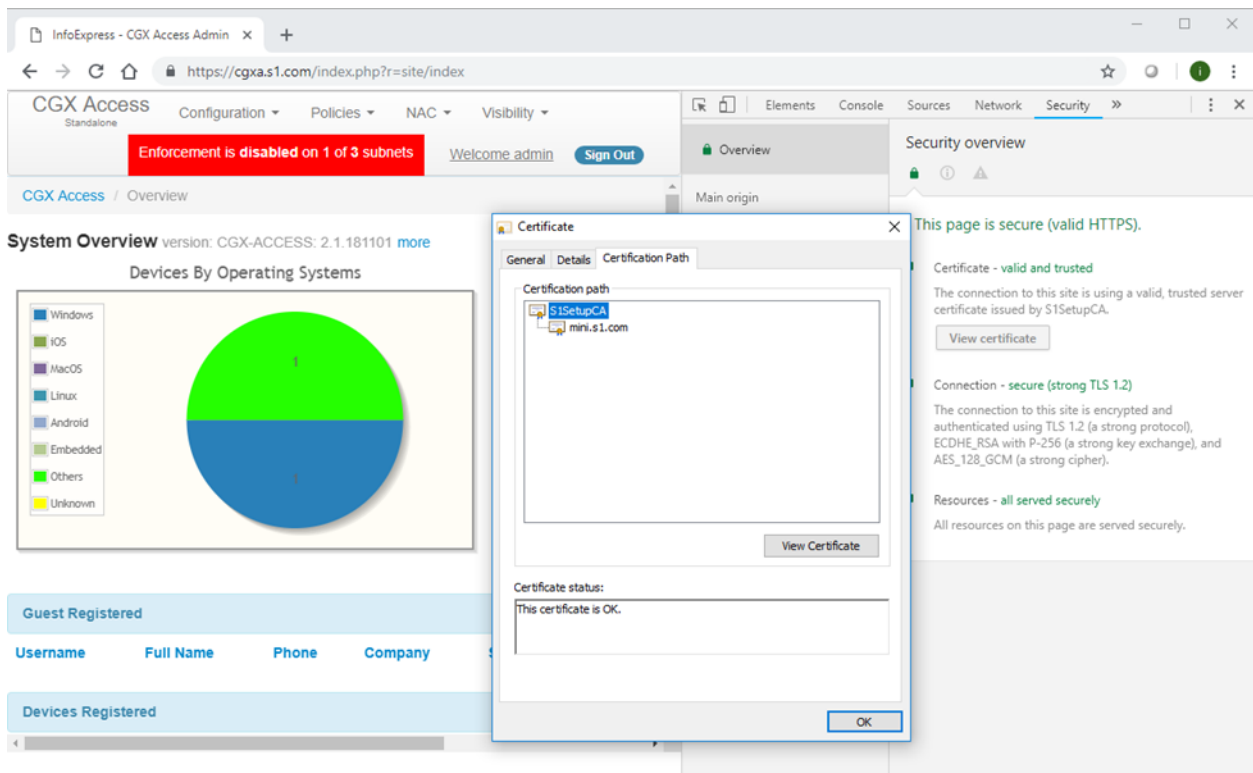 InfoExpress - CGX Access Admin
https://cgxa.s1.com/index.php?r=site/index
CGX Access
Standalone
Configuration
Policies
NAC
Visibility
Enforcement is disabled on 1 of 3 subnets
Welcome admin
Sign Out
CGX Access / Overview
System Overview version: CGX-ACCESS: 2.1.181101 more
Devices By Operating Systems
Windows
iOS
MacOS
Linux
Android
Embedded
Others
Unknown
1
Guest Registered
Username Full Name Phone Company
Devices Registered
Elements Console Sources Network Security »
Overview
Main origin
Security overview
This page is secure (valid HTTPS).
Certificate - valid and trusted
The connection to this site is using a valid, trusted server
certificate issued by S1SetupCA.
View certificate
Connection - secure (strong TLS 1.2)
The connection to this site is encrypted and
authenticated using TLS 1.2 (a strong protocol),
ECDHE_RSA with P-256 (a strong key exchange), and
AES_128_GCM (a strong cipher).
Resources - all served securely
All resources on this page are served securely.
Certificate
General Details Certification Path
Certification path
S1SetupCA
mini.s1.com
View Certificate
Certificate status:
This certificate is OK.
OK